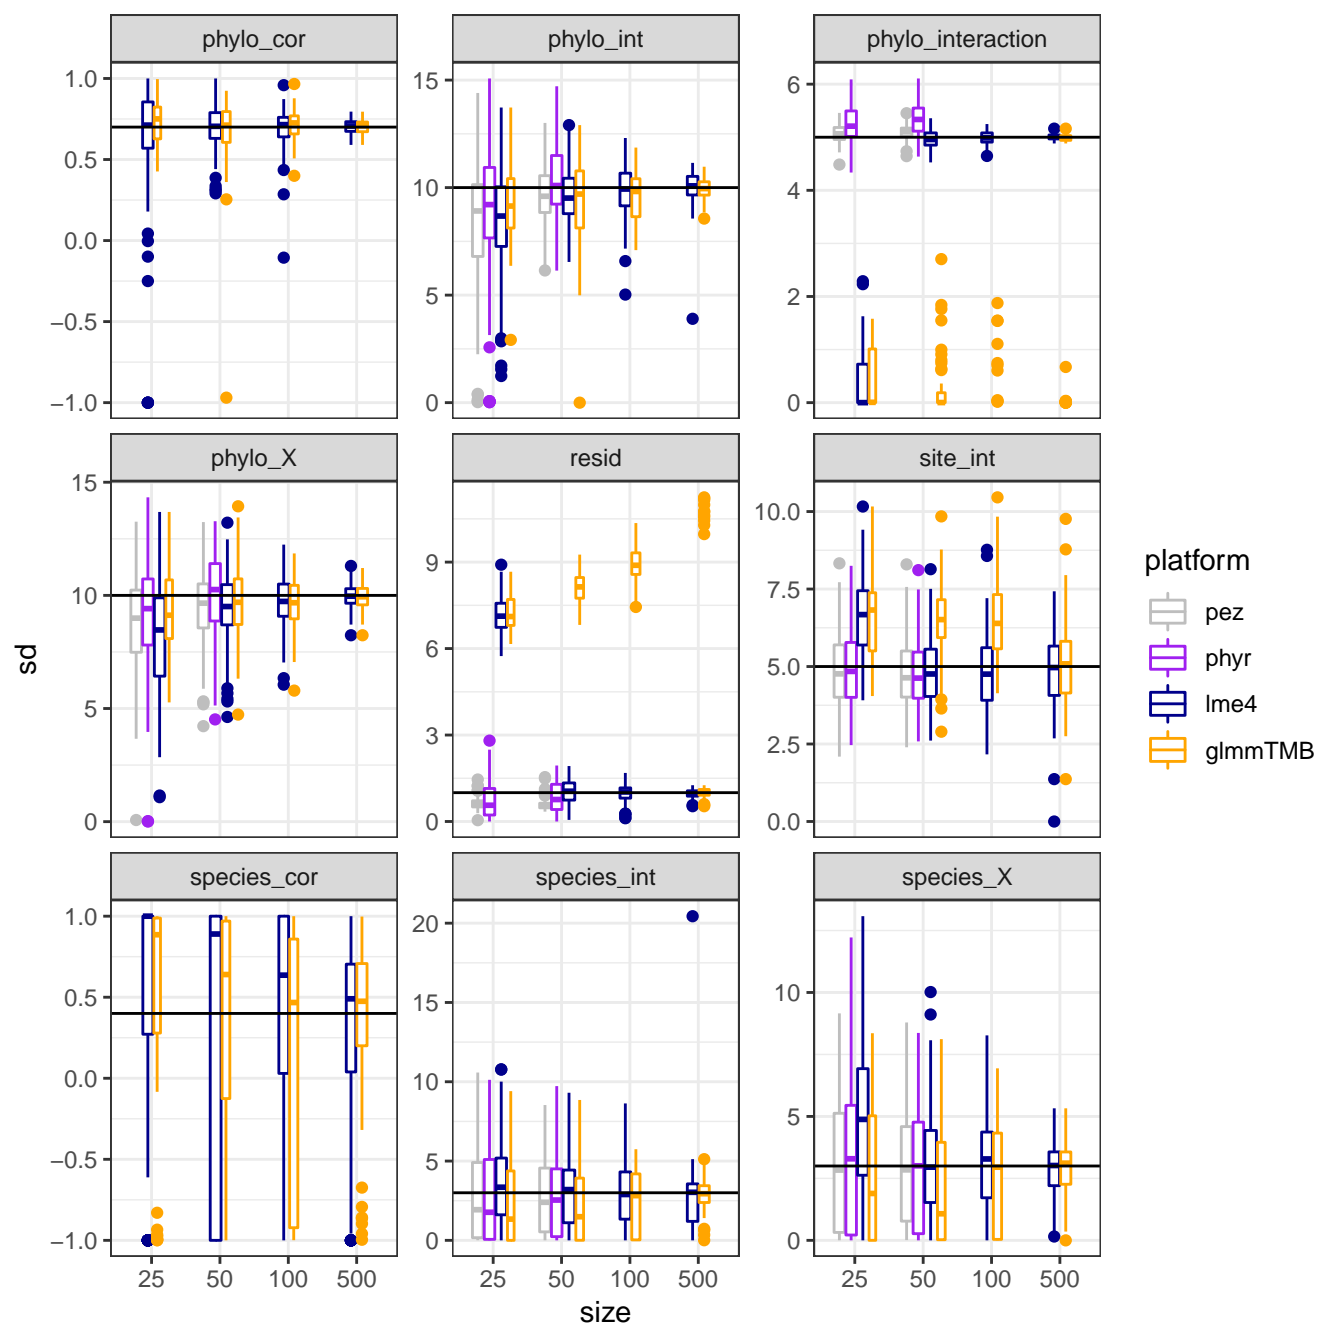 phylo_cor
phylo_int
phylo_interaction
1.0
0.5
0.0
−0.5
−1.0
15
10
5
0
6
4
2
0
phylo_X
resid
site_int
15
10
5
0
9
6
3
0
10.0
7.5
5.0
2.5
0.0
species_cor
species_int
species_X
1.0
0.5
0.0
−0.5
−1.0
20
15
10
5
0
10
5
0
25 50 100 500
25 50 100 500
25 50 100 500
size
sd
platform
pez
phyr
lme4
glmmTMB